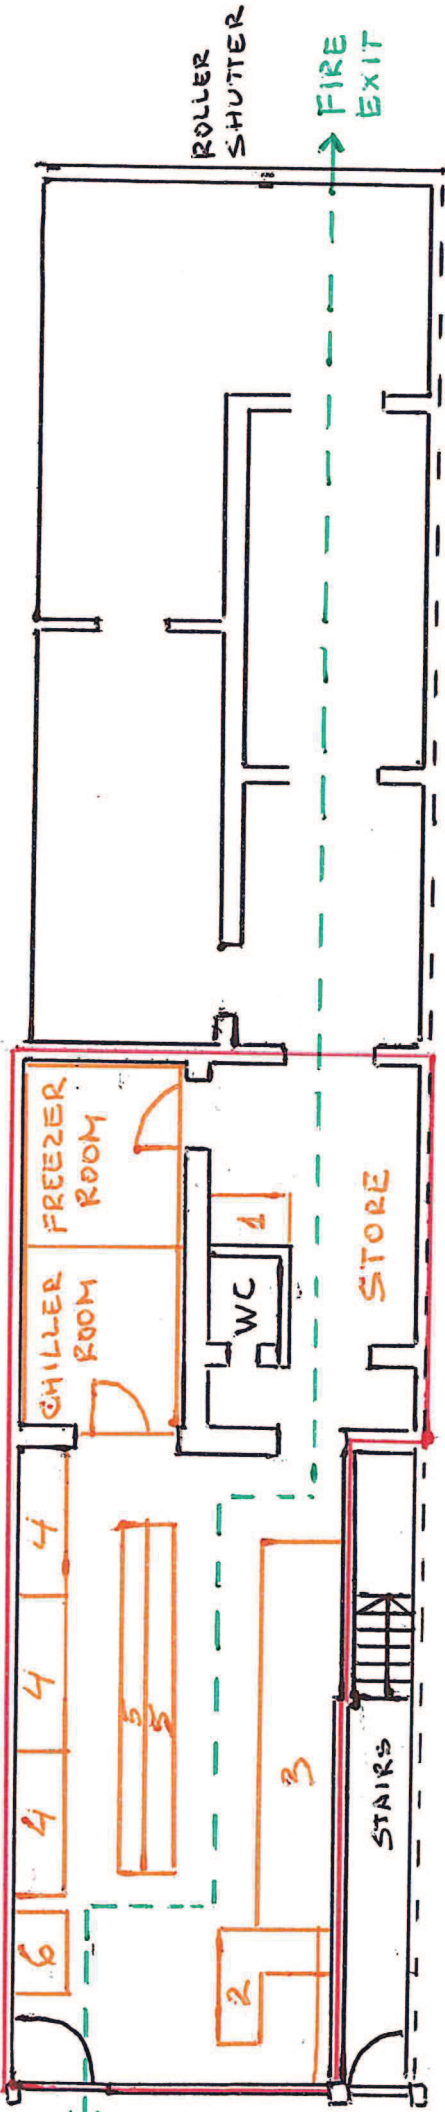 ROLLER
SHUTTER
FIRE
EXIT
FREEZER
ROOM
CHILLER
ROOM
1
WC
STORE
4
4
4
5
5
3
6
2
STAIRS